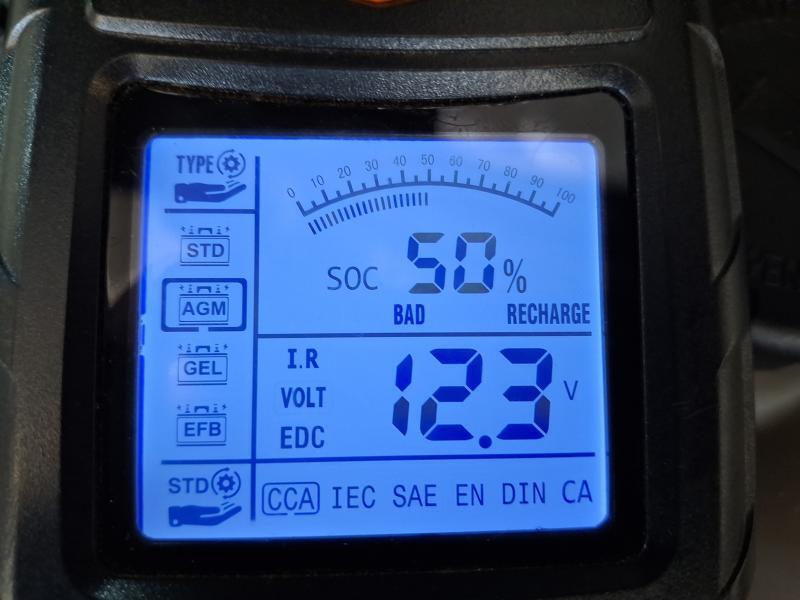 TYPE
0 10 20 30 40 50 60 70 80 90 100
STD
SOC 50%
AGM
BAD RECHARGE
I.R
GEL
VOLT 12.3 V
EFB
EDC
STD
CCA IEC SAE EN DIN CA